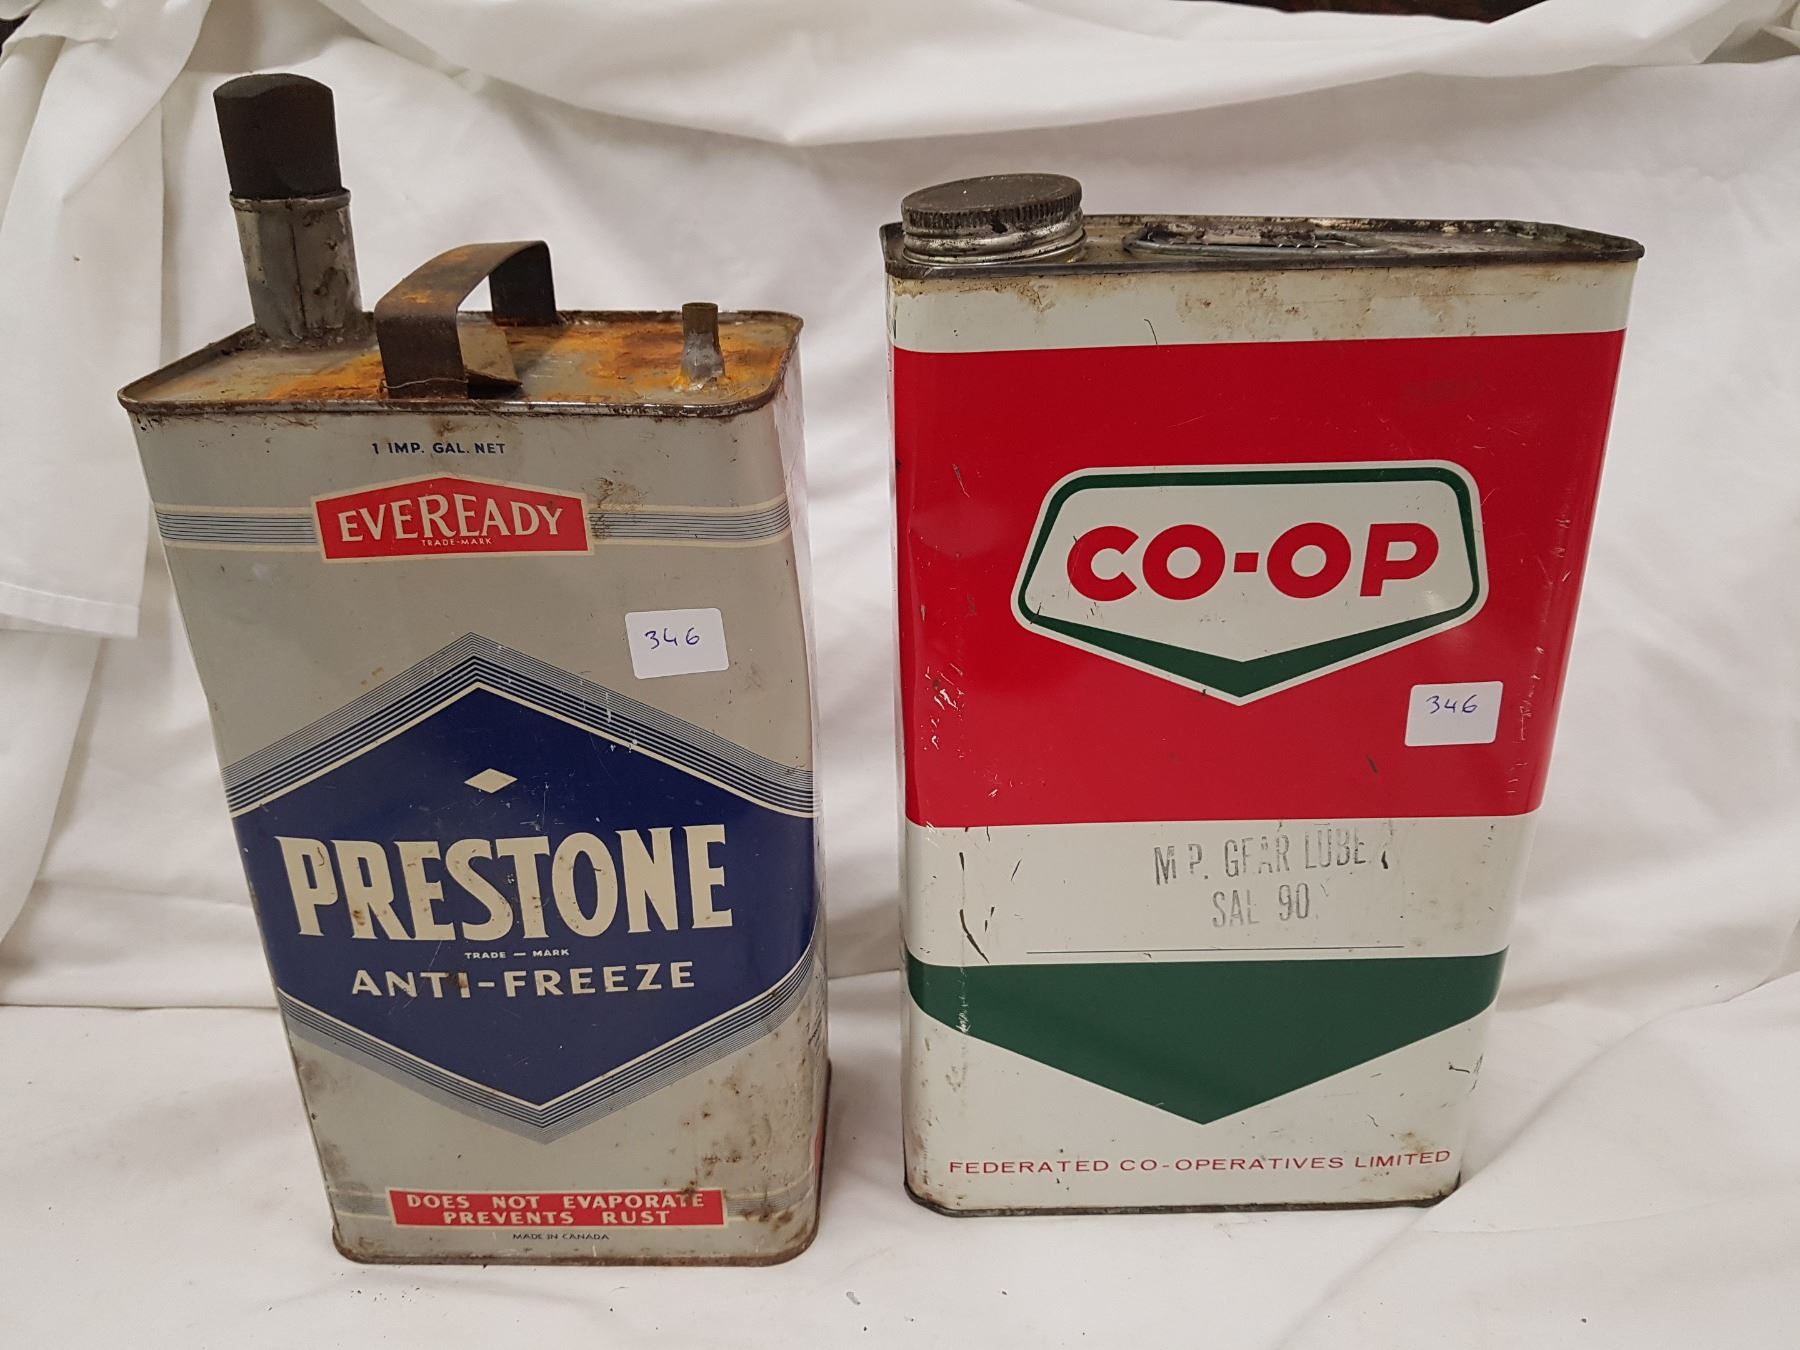 1 IMP. GAL. NET
EVEREADY
TRADE-MARK
346
PRESTONE
TRADE — MARK
ANTI-FREEZE
DOES NOT EVAPORATE
PREVENTS RUST
MADE IN CANADA
CO-OP
346
M P. GEAR LUBE
SAL 90
FEDERATED CO-OPERATIVES LIMITED